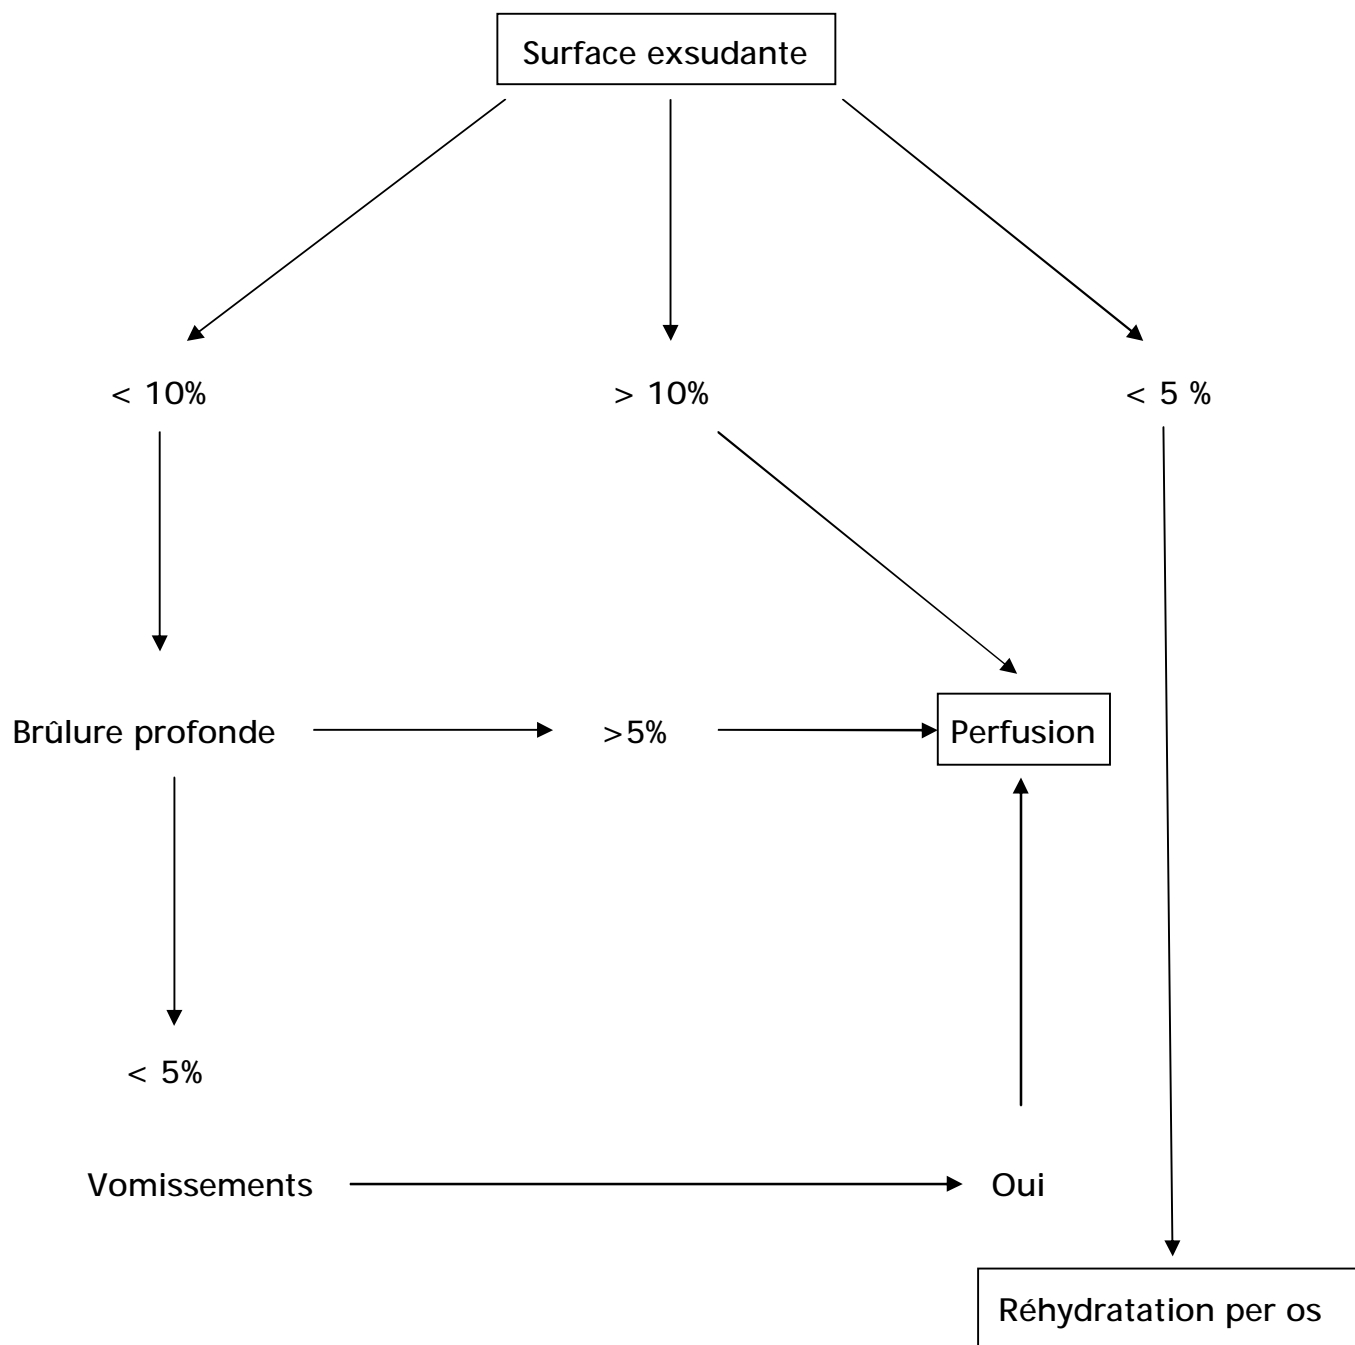 Surface exsudante
< 10%
> 10%
< 5 %
Brûlure profonde
>5%
Perfusion
< 5%
Vomissements
Oui
Réhydratation per os